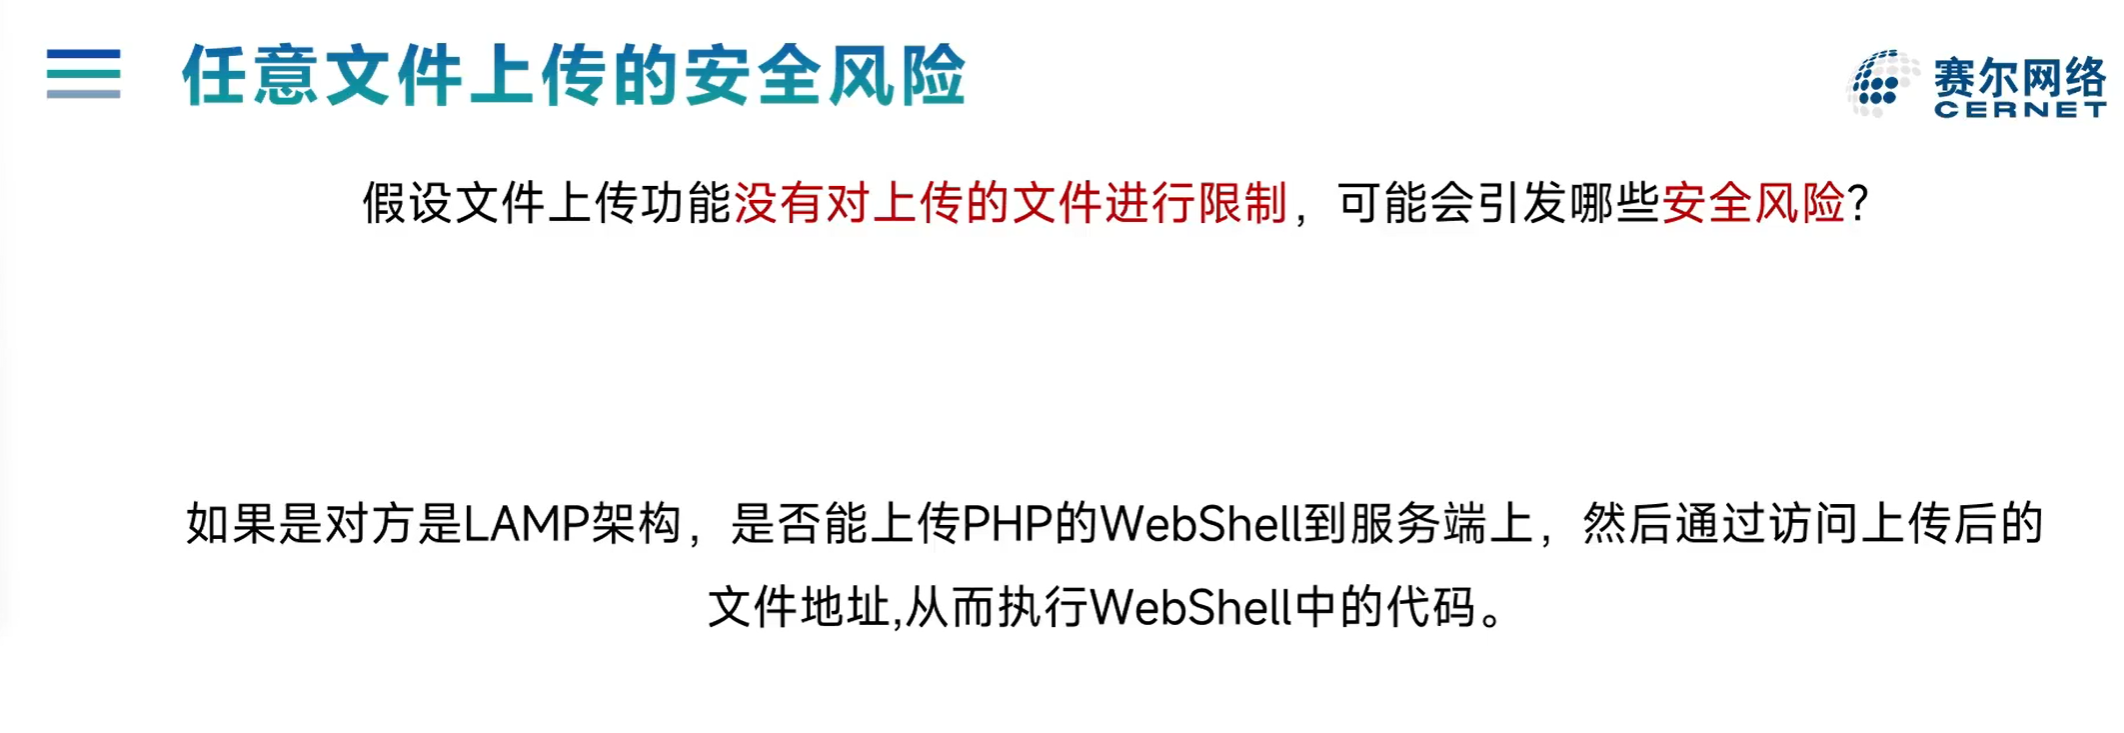 任意文件上传的安全风险
赛尔网络
CERNET
假设文件上传功能没有对上传的文件进行限制，可能会引发哪些安全风险？
如果是对方是LAMP架构，是否能上传PHP的WebShell到服务端上，然后通过访问上传后的
文件地址,从而执行WebShell中的代码。